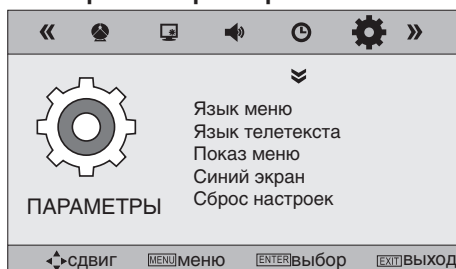 Язык меню
Язык телетекста
Показ меню
Синий экран
Сброс настроек
ПАРАМЕТРЫ
сдвиг MENU меню ENTER выбор EXIT выход